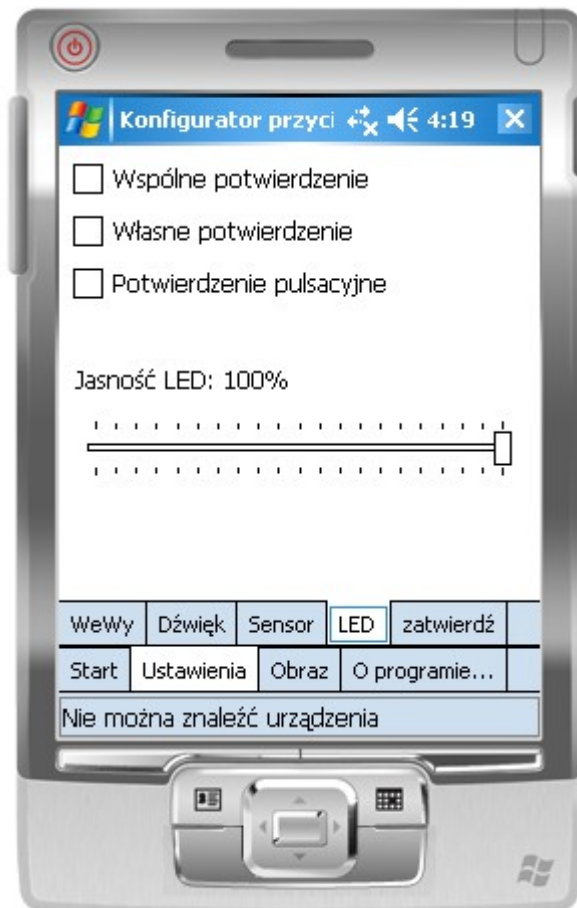 Konfigurator przyci 4:19
Wspólne potwierdzenie
Własne potwierdzenie
Potwierdzenie pulsacyjne
Jasność LED: 100%
WeWy Dźwięk Sensor LED zatwierdź
Start Ustawienia Obraz O programie...
Nie można znaleźć urządzenia